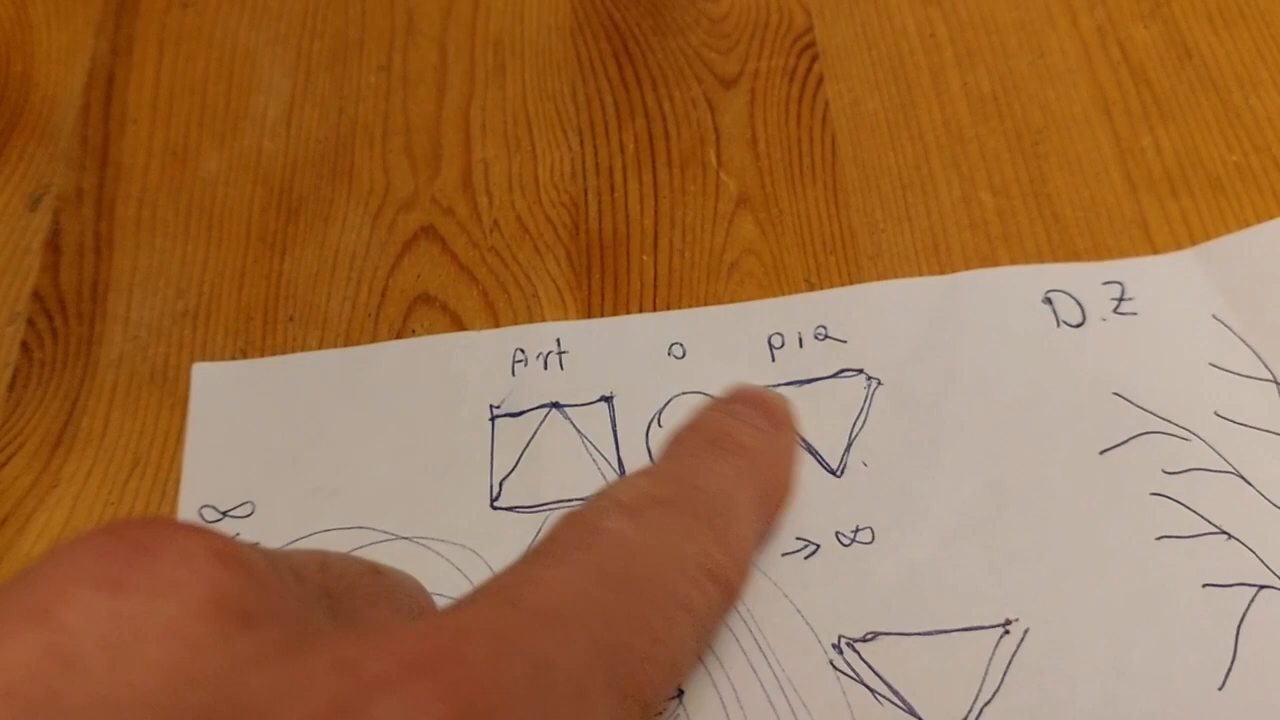 D.Z
Art o pia
∞
→ ∞